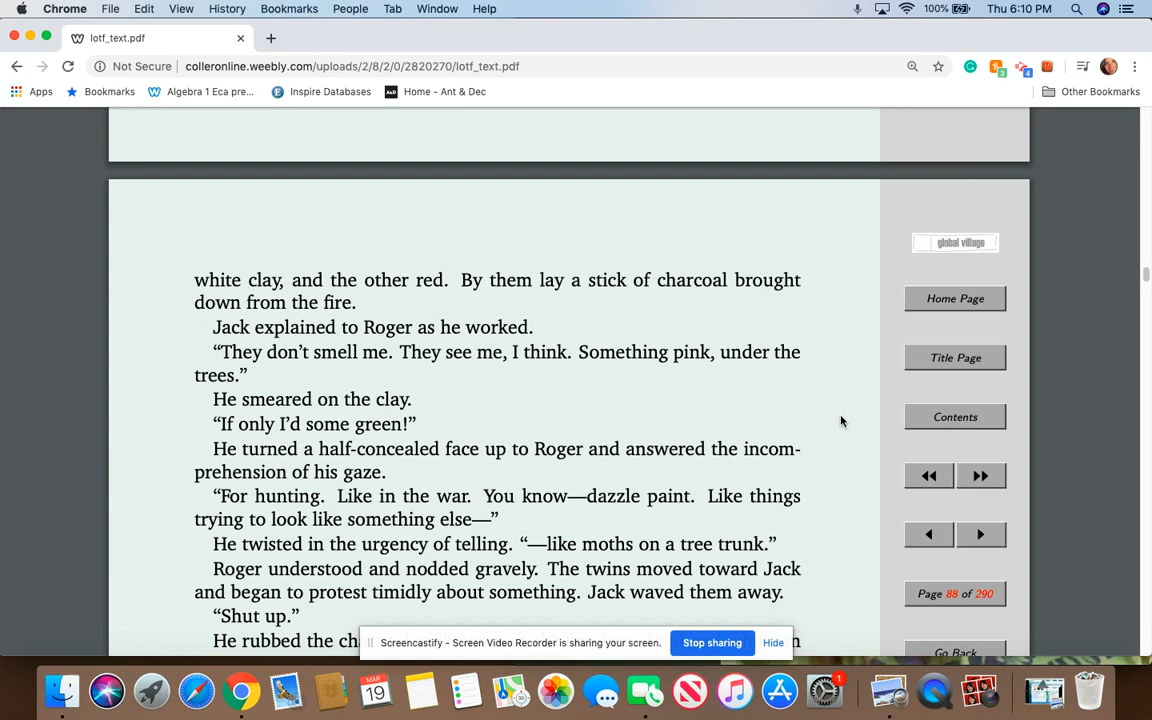 Chrome File Edit View History Bookmarks People Tab Window Help 100% Thu 6:10 PM
lotf_text.pdf
Not Secure colleronline.weebly.com/uploads/2/8/2/0/2820270/lotf_text.pdf 3 4
Apps Bookmarks Algebra 1 Eca pre... Inspire Databases A&D Home - Ant & Dec Other Bookmarks
global village
white clay, and the other red. By them lay a stick of charcoal brought
down from the fire.
Jack explained to Roger as he worked.
“They don’t smell me. They see me, I think. Something pink, under the
trees.”
He smeared on the clay.
“If only I’d some green!”
He turned a half-concealed face up to Roger and answered the incom-
prehension of his gaze.
“For hunting. Like in the war. You know—dazzle paint. Like things
trying to look like something else—”
He twisted in the urgency of telling. “—like moths on a tree trunk.”
Roger understood and nodded gravely. The twins moved toward Jack
and began to protest timidly about something. Jack waved them away.
“Shut up.”
He rubbed the
Home Page
Title Page
Contents
Page 88 of 290
Go Back
Screencastify - Screen Video Recorder is sharing your screen. Stop sharing Hide
MAR
19
1